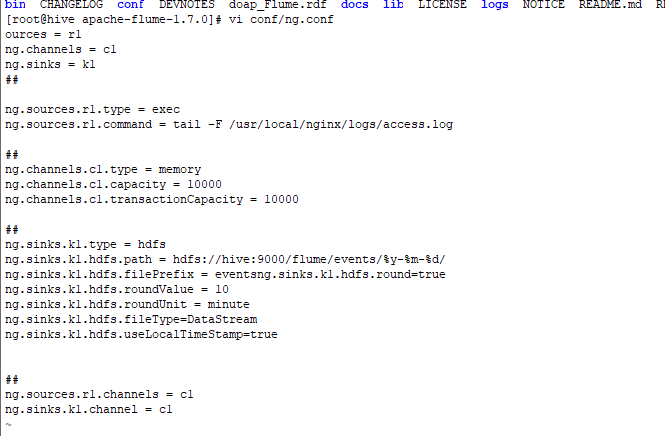 bin CHANGELOG conf DEVNOTES doap_Flume.rdf docs lib LICENSE logs NOTICE README.md RE
[root@hive apache-flume-1.7.0]# vi conf/ng.conf
ources = r1
ng.channels = c1
ng.sinks = k1
##
ng.sources.r1.type = exec
ng.sources.r1.command = tail -F /usr/local/nginx/logs/access.log
##
ng.channels.c1.type = memory
ng.channels.c1.capacity = 10000
ng.channels.c1.transactionCapacity = 10000
##
ng.sinks.k1.type = hdfs
ng.sinks.k1.hdfs.path = hdfs://hive:9000/flume/events/%y-%m-%d/
ng.sinks.k1.hdfs.filePrefix = eventsng.sinks.k1.hdfs.round=true
ng.sinks.k1.hdfs.roundValue = 10
ng.sinks.k1.hdfs.roundUnit = minute
ng.sinks.k1.hdfs.fileType=DataStream
ng.sinks.k1.hdfs.useLocalTimeStamp=true
##
ng.sources.r1.channels = c1
ng.sinks.k1.channel = c1
~